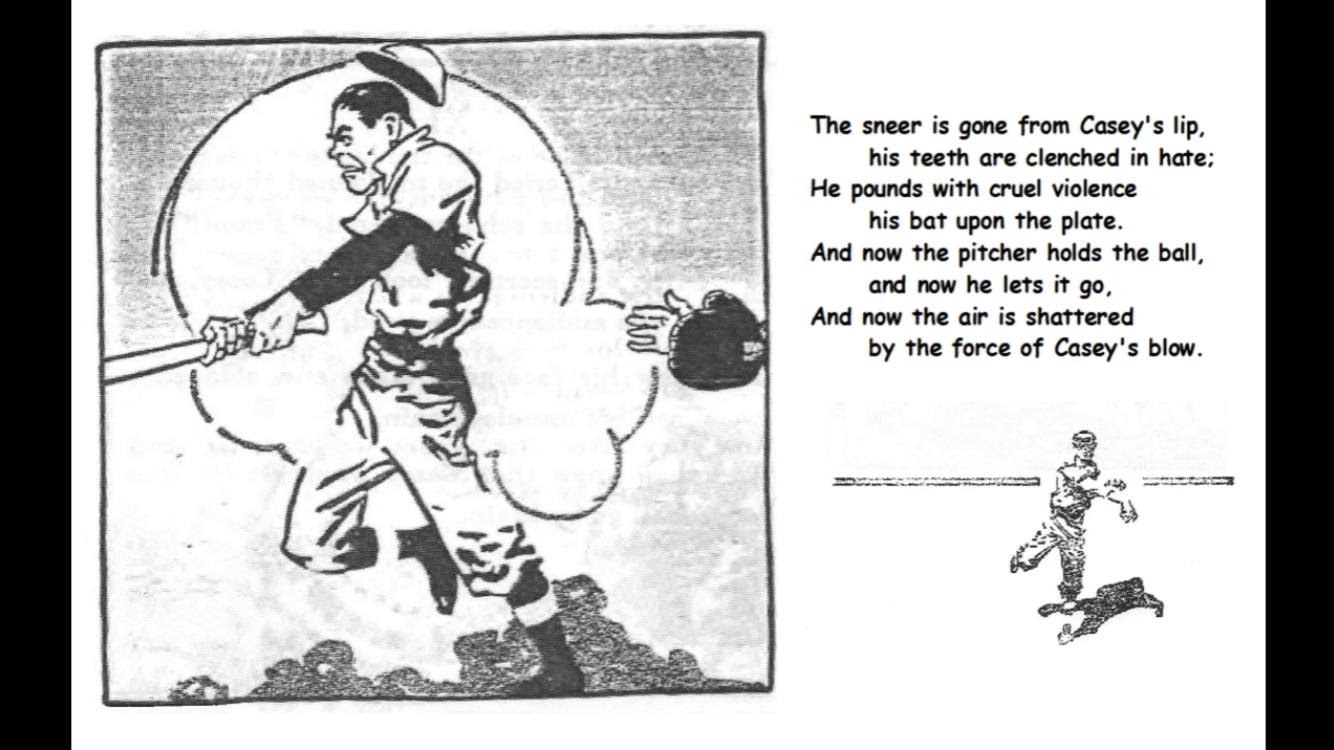 The sneer is gone from Casey's lip,
his teeth are clenched in hate;
He pounds with cruel violence
his bat upon the plate.
And now the pitcher holds the ball,
and now he lets it go,
And now the air is shattered
by the force of Casey's blow.